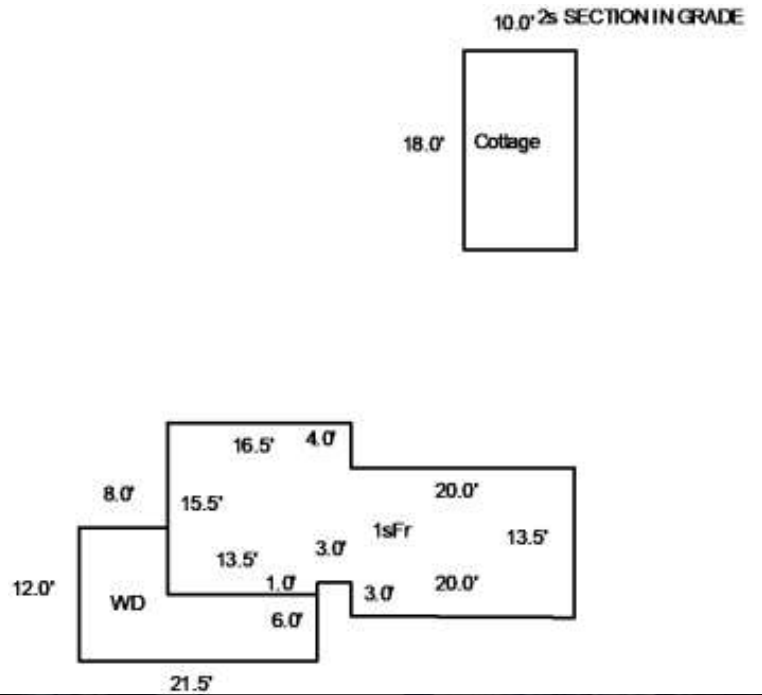 10.0' 2s SECTION IN GRADE
18.0' Cottage
16.5' 4.0'
8.0' 15.5' 20.0'
1sFr 13.5'
13.5' 3.0'
12.0' WD 1.0' 3.0' 20.0'
6.0'
21.5'